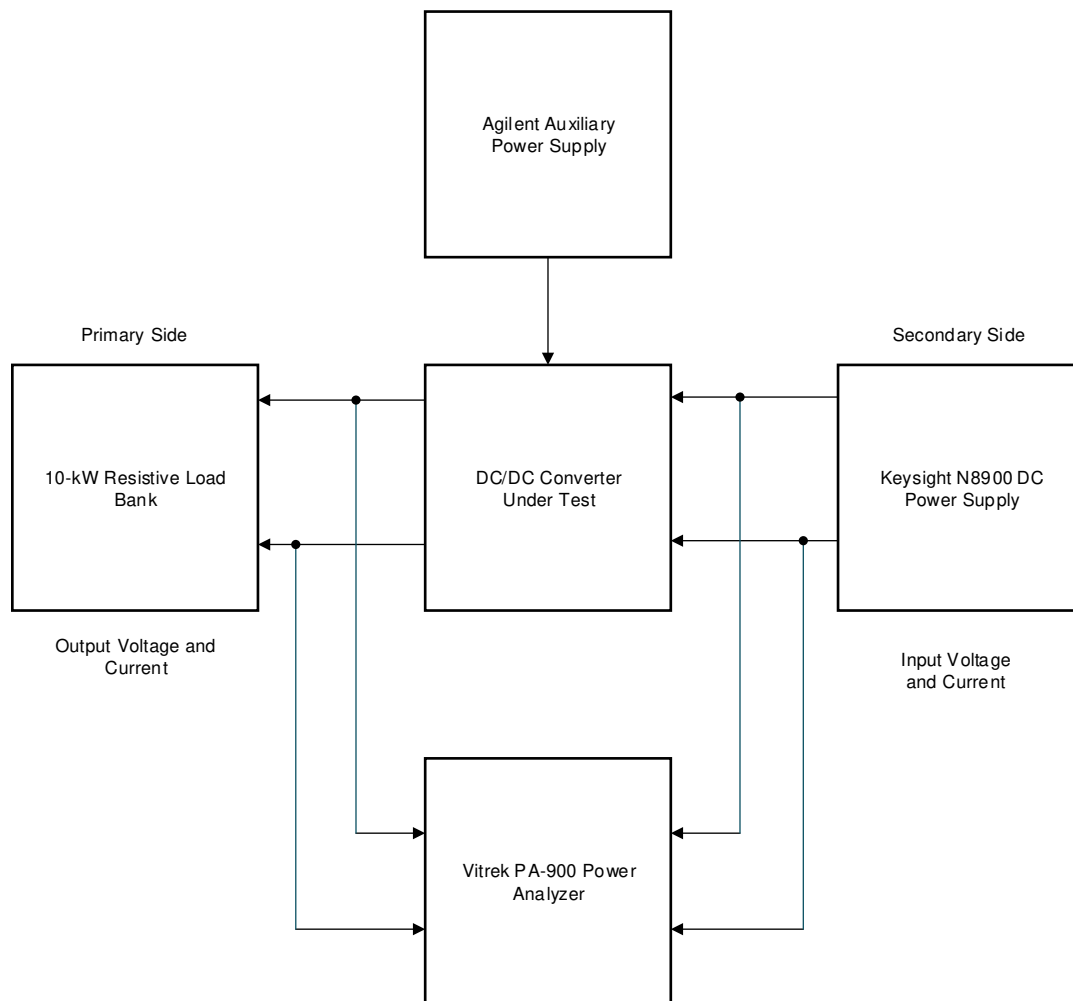 Agilent Auxiliary
Power Supply
Primary Side
Secondary Side
10-kW Resistive Load
Bank
DC/DC Converter
Under Test
Keysight N8900 DC
Power Supply
Output Voltage and
Current
Input Voltage
and Current
Vitrek PA-900 Power
Analyzer